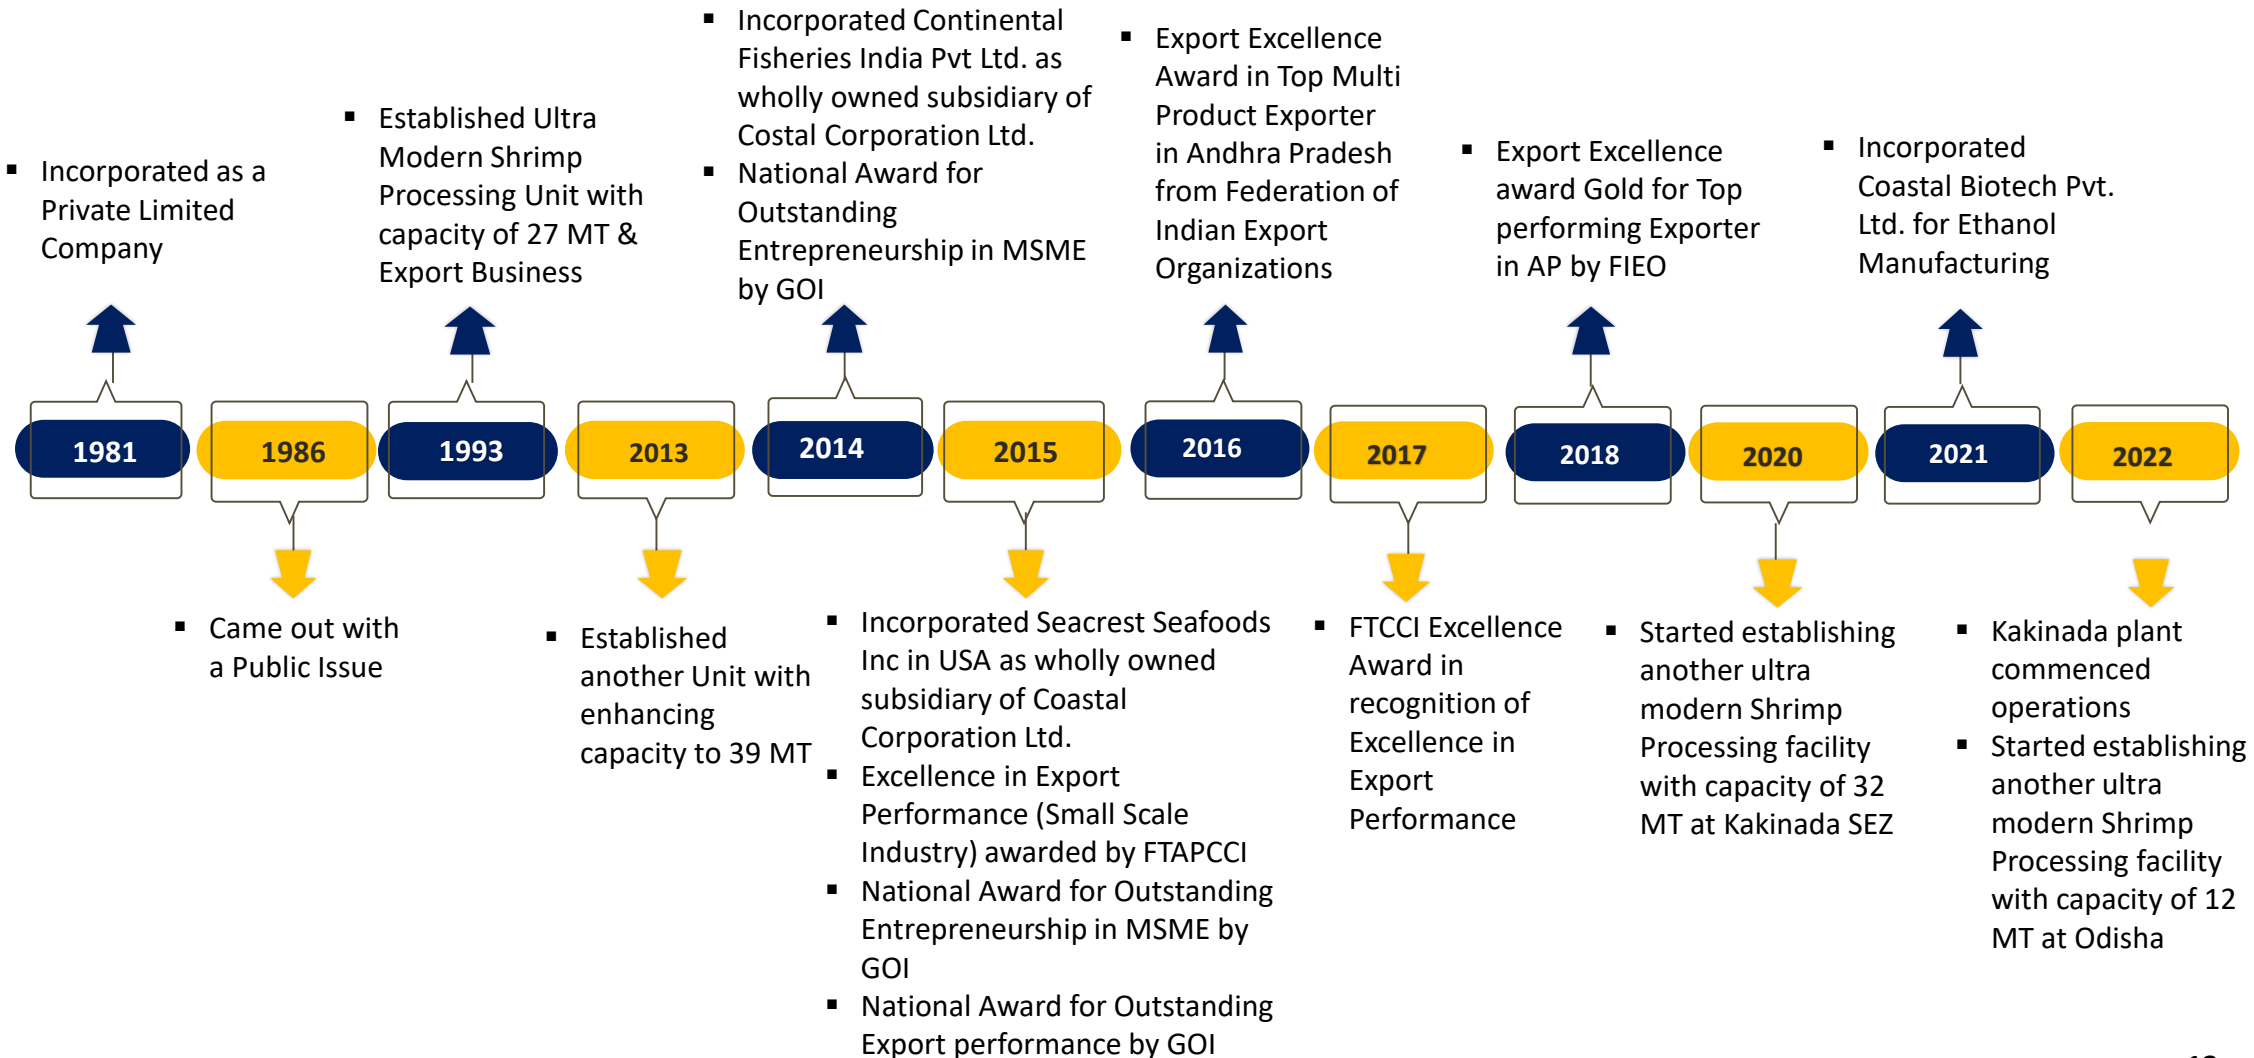 Incorporated as a
Private Limited
Company
Established Ultra
Modern Shrimp
Processing Unit with
capacity of 27 MT &
Export Business
Incorporated Continental
Fisheries India Pvt Ltd. as
wholly owned subsidiary of
Costal Corporation Ltd.
National Award for
Outstanding
Entrepreneurship in MSME
by GOI
Export Excellence
Award in Top Multi
Product Exporter
in Andhra Pradesh
from Federation of
Indian Export
Organizations
Export Excellence
award Gold for Top
performing Exporter
in AP by FIEO
Incorporated
Coastal Biotech Pvt.
Ltd. for Ethanol
Manufacturing
1981
1986
1993
2013
2014
2015
2016
2017
2018
2020
2021
2022
Came out with
a Public Issue
Established
another Unit with
enhancing
capacity to 39 MT
Incorporated Seacrest Seafoods
Inc in USA as wholly owned
subsidiary of Coastal
Corporation Ltd.
Excellence in Export
Performance (Small Scale
Industry) awarded by FTAPCCI
National Award for Outstanding
Entrepreneurship in MSME by
GOI
National Award for Outstanding
Export performance by GOI
FTCCI Excellence
Award in
recognition of
Excellence in
Export
Performance
Started establishing
another ultra
modern Shrimp
Processing facility
with capacity of 32
MT at Kakinada SEZ
Kakinada plant
commenced
operations
Started establishing
another ultra
modern Shrimp
Processing facility
with capacity of 12
MT at Odisha